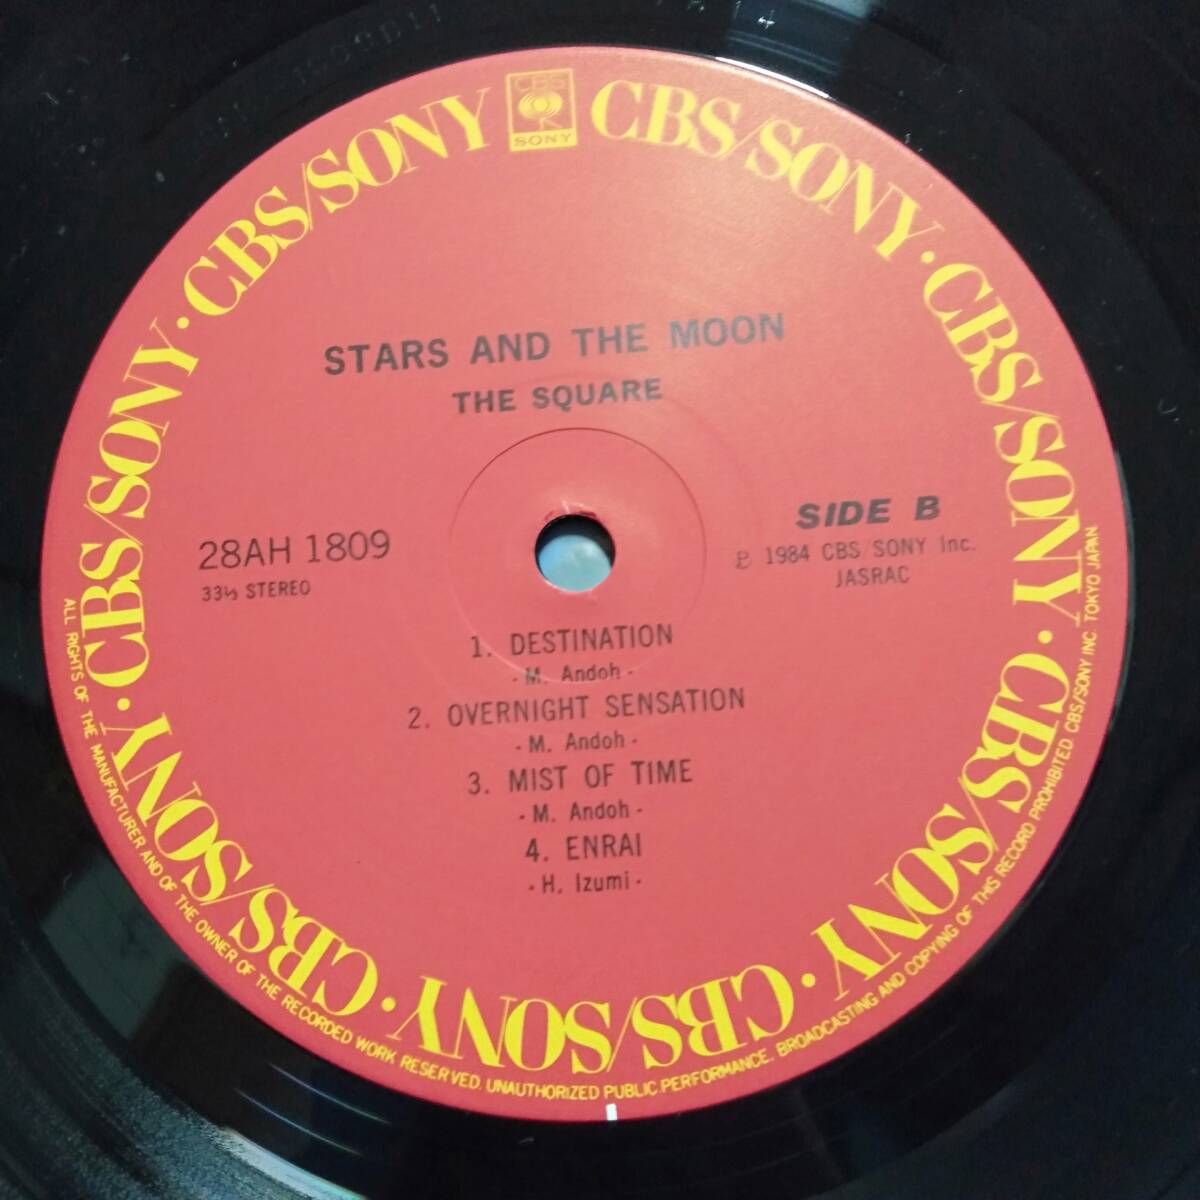 CBS
SONY
CBS/SONY · CBS/SONY · CBS/SONY · CBS/SONY · CBS/SONY · CBS/SONY · CBS/SONY · CBS/SONY
STARS AND THE MOON
THE SQUARE
28AH 1809
33⅓ STEREO
SIDE B
℗ 1984 CBS/SONY Inc.
JASRAC
1. DESTINATION
- M. Andoh -
2. OVERNIGHT SENSATION
- M. Andoh -
3. MIST OF TIME
- M. Andoh -
4. ENRAI
- H. Izumi -
ALL RIGHTS OF THE MANUFACTURER AND OF THE OWNER OF THE RECORDED WORK RESERVED. UNAUTHORIZED PUBLIC PERFORMANCE, BROADCASTING AND COPYING OF THIS RECORD PROHIBITED. CBS/SONY INC. TOKYO JAPAN